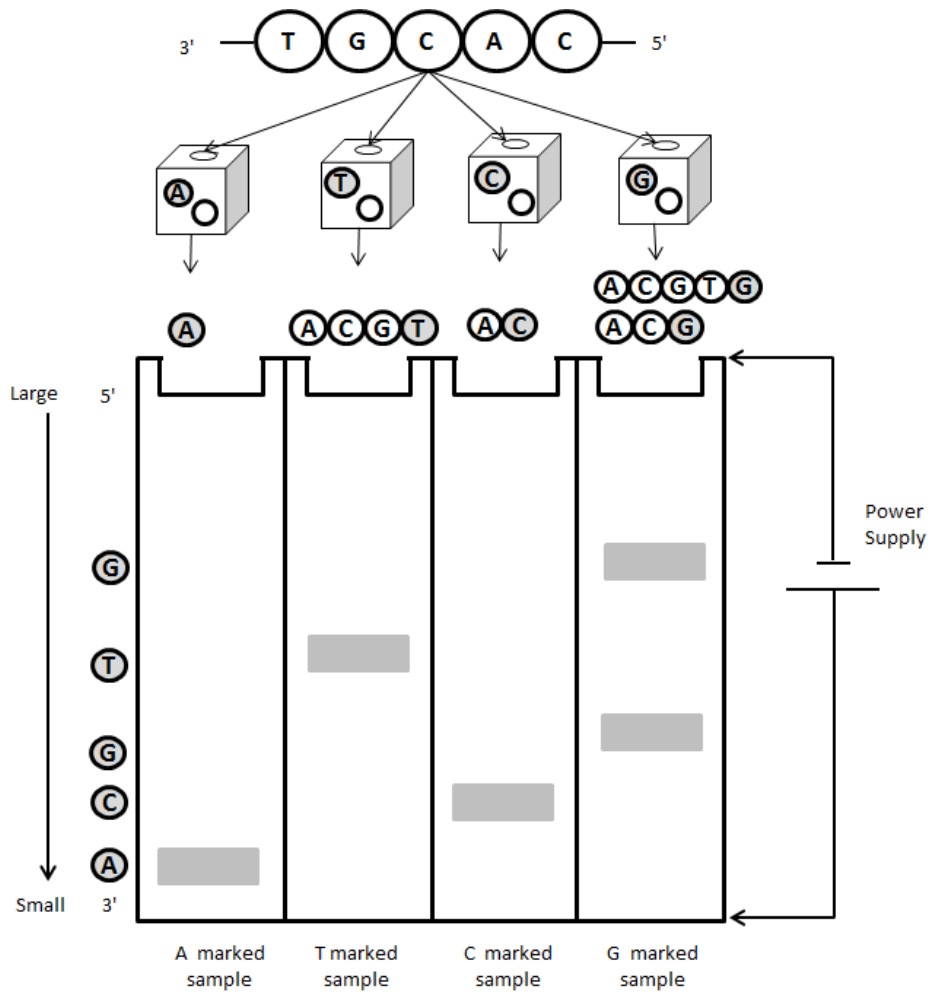 3' T G C A C 5'
A T C G
A C G T G
A A C G T A C A C G
Large 5'
Power
Supply
G
T
G
C
A
Small 3'
A marked
sample
T marked
sample
C marked
sample
G marked
sample